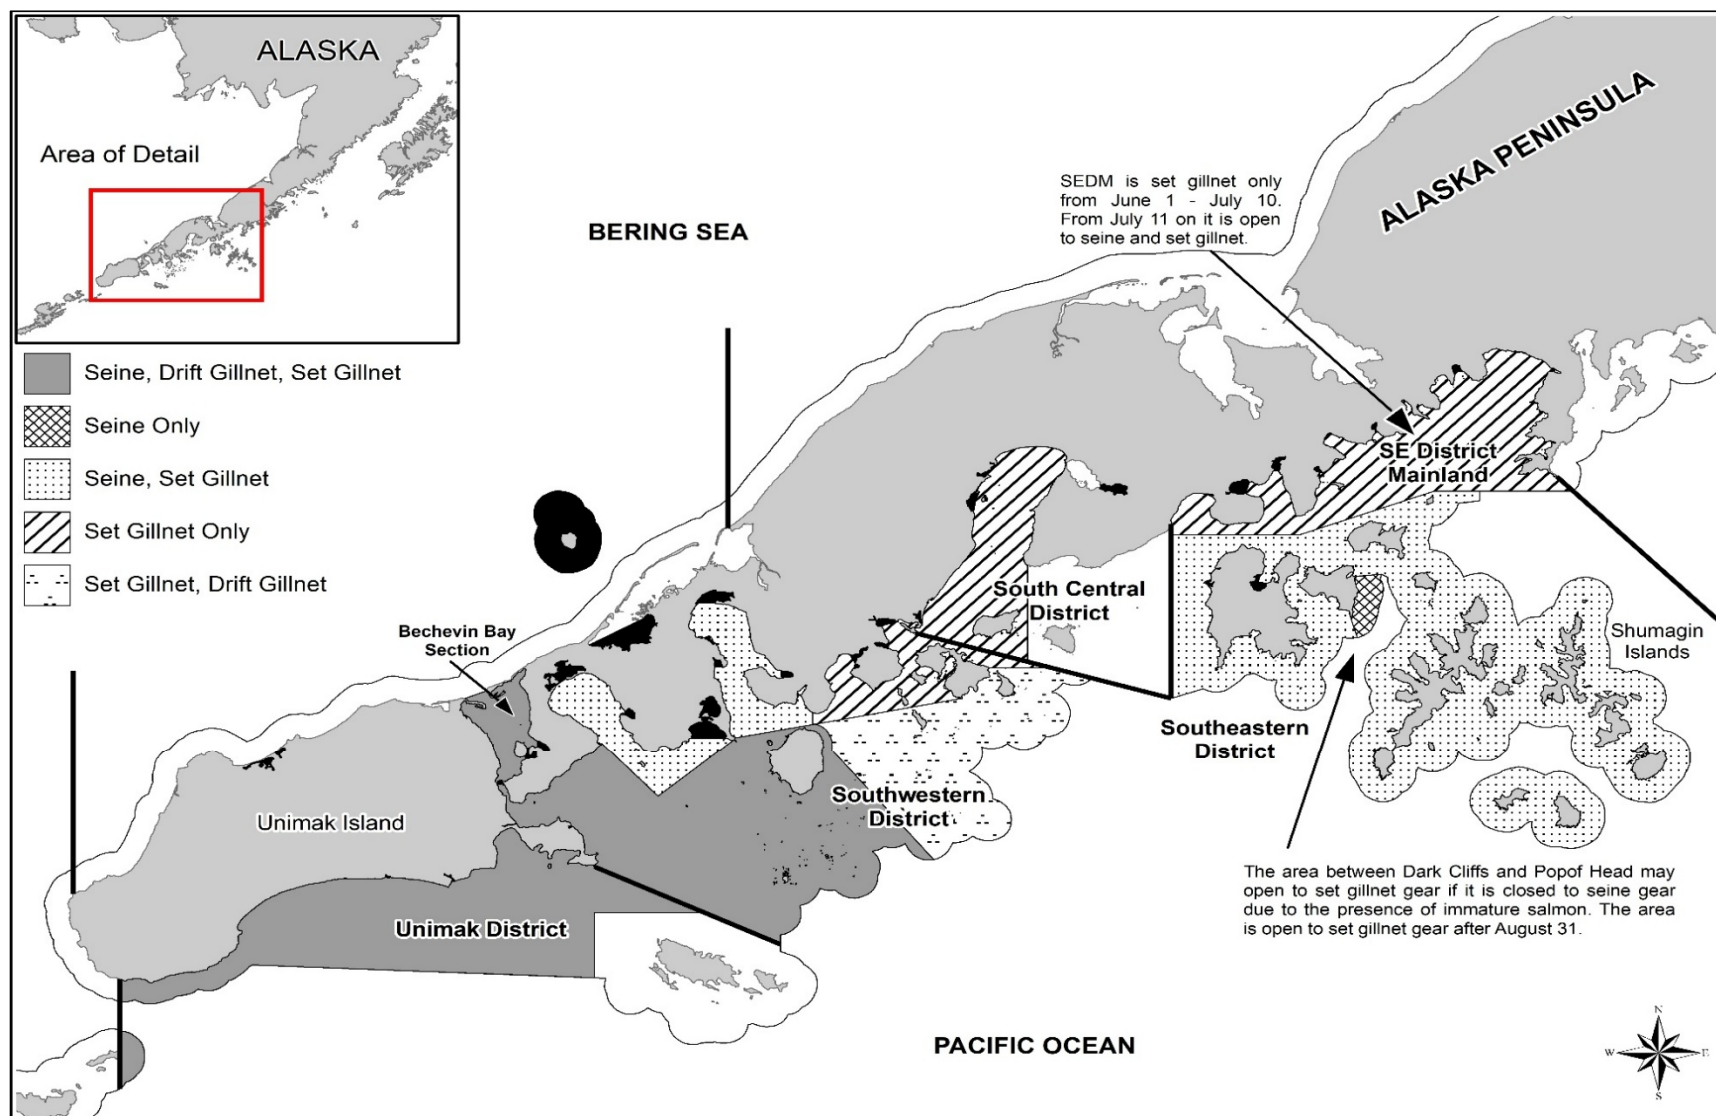 ALASKA
Area of Detail
Seine, Drift Gillnet, Set Gillnet
Seine Only
Seine, Set Gillnet
Set Gillnet Only
Set Gillnet, Drift Gillnet
BERING SEA
SEDM is set gillnet only
from June 1 - July 10.
From July 11 on it is open
to seine and set gillnet.
ALASKA PENINSULA
SE District
Mainland
South Central
District
Bechevin Bay
Section
Shumagin
Islands
Southeastern
District
Southwestern
District
Unimak Island
Unimak District
The area between Dark Cliffs and Popof Head may
open to set gillnet gear if it is closed to seine gear
due to the presence of immature salmon. The area
is open to set gillnet gear after August 31.
PACIFIC OCEAN
N
W E
S